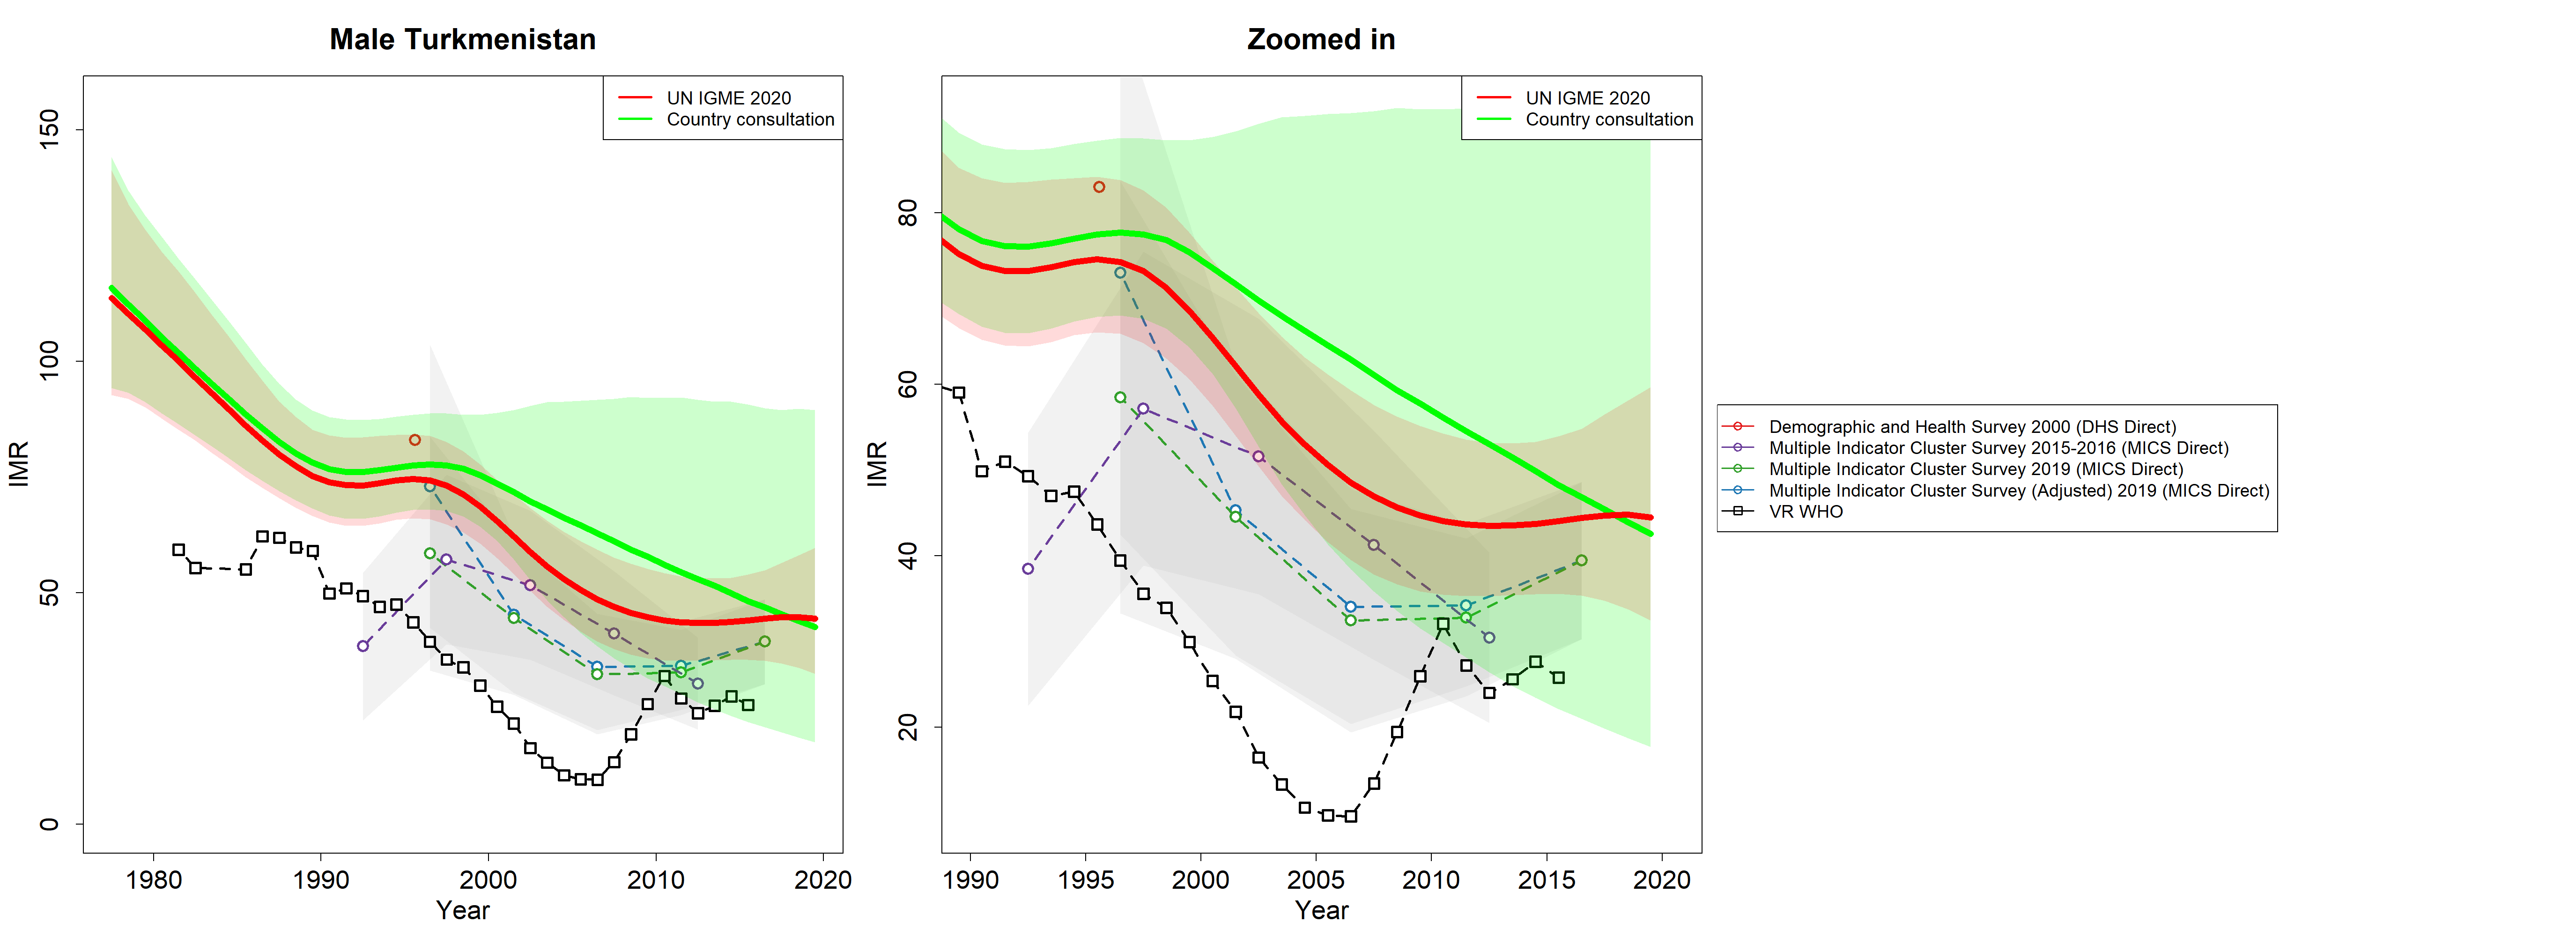 Male Turkmenistan
UN IGME 2020
Country consultation
IMR
150
100
50
0
1980
1990
2000
2010
2020
Year
Zoomed in
UN IGME 2020
Country consultation
IMR
80
60
40
20
1990
1995
2000
2005
2010
2015
2020
Year
Demographic and Health Survey 2000 (DHS Direct)
Multiple Indicator Cluster Survey 2015-2016 (MICS Direct)
Multiple Indicator Cluster Survey 2019 (MICS Direct)
Multiple Indicator Cluster Survey (Adjusted) 2019 (MICS Direct)
VR WHO